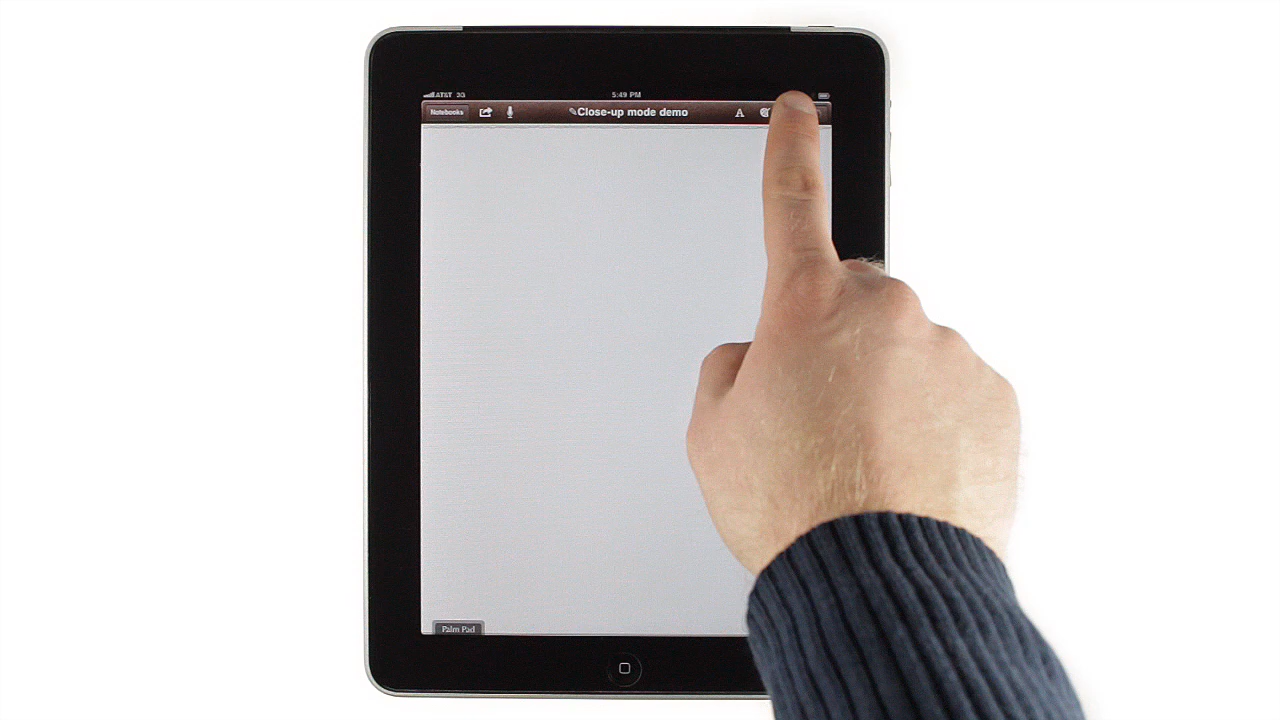 AT&T 3G
5:49 PM
Notebooks
Close-up mode demo
A
Palm Pad